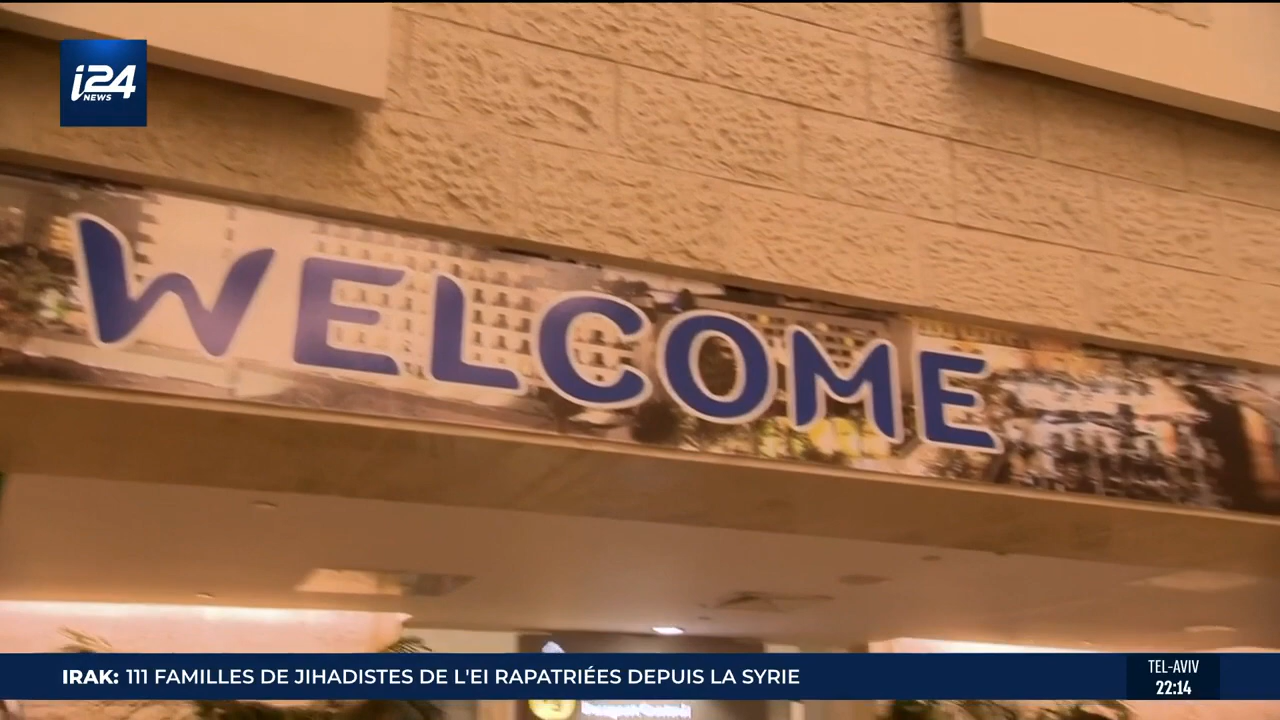 i24
NEWS
WELCOME
IRAK: 111 FAMILLES DE JIHADISTES DE L'EI RAPATRIÉES DEPUIS LA SYRIE
TEL-AVIV
22:14